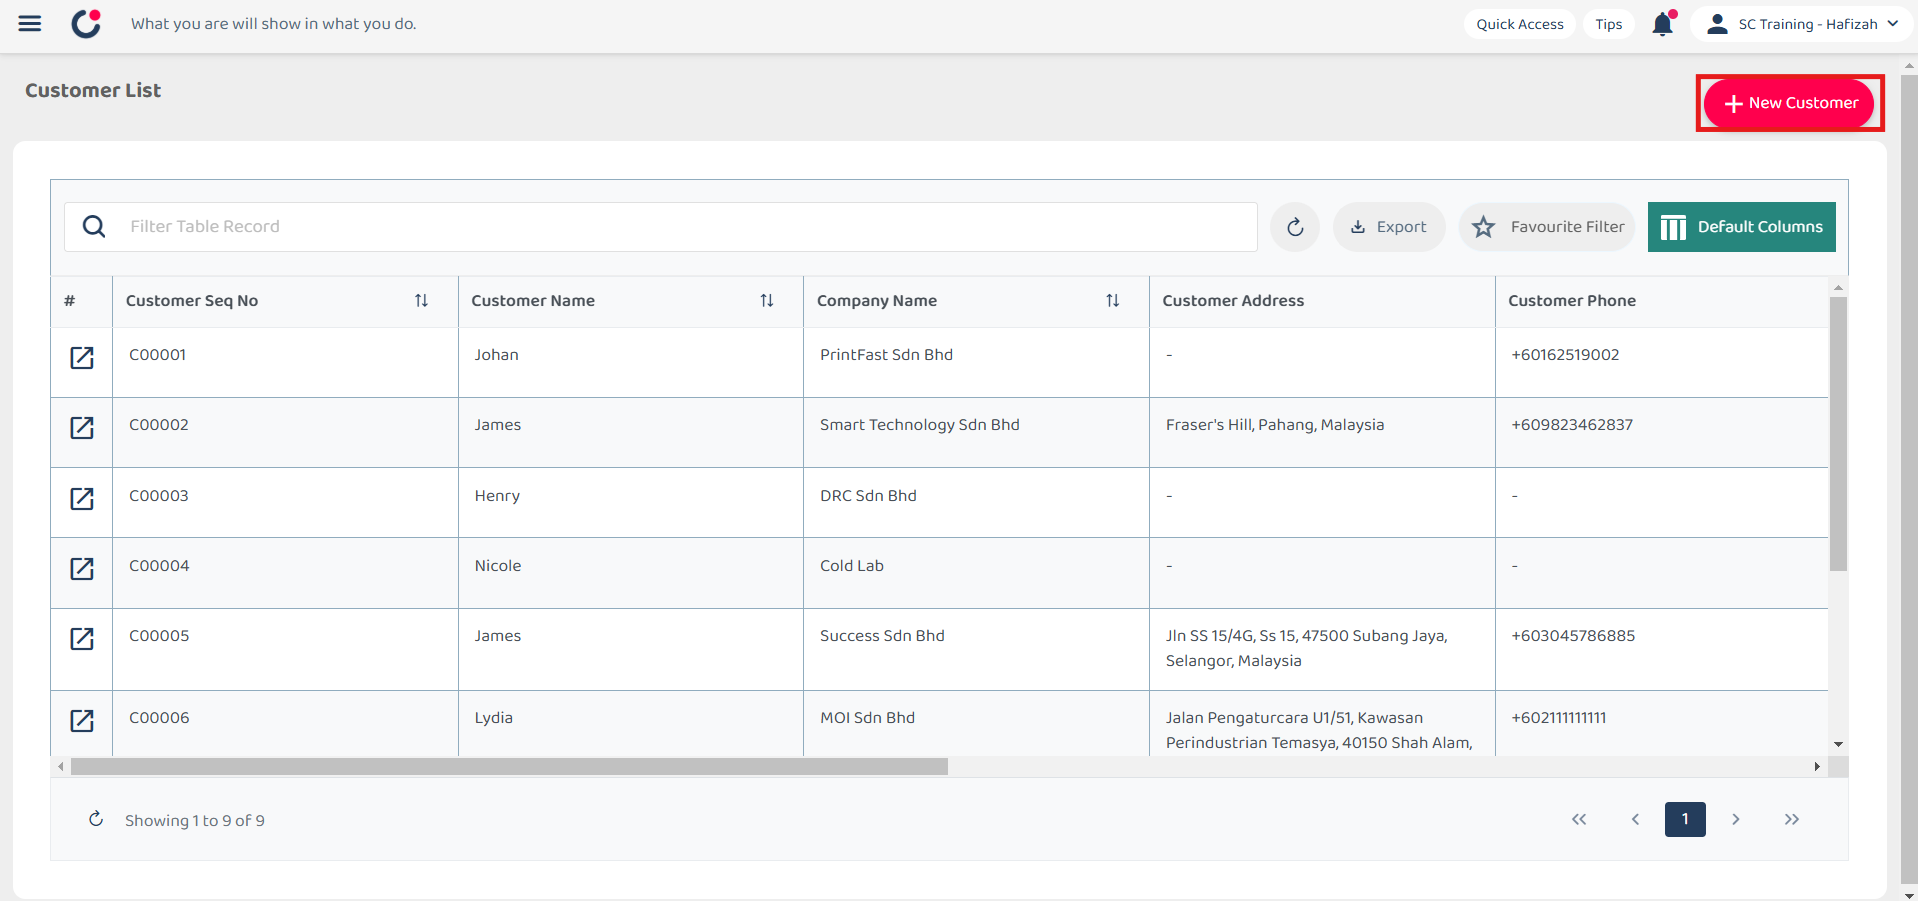 What you are will show in what you do.
Quick Access
Tips
SC Training - Hafizah
Customer List
New Customer
Filter Table Record
Export
Favourite Filter
Default Columns
# Customer Seq No Customer Name Company Name Customer Address Customer Phone
C00001 Johan PrintFast Sdn Bhd - +60162519002
C00002 James Smart Technology Sdn Bhd Fraser's Hill, Pahang, Malaysia +609823462837
C00003 Henry DRC Sdn Bhd - -
C00004 Nicole Cold Lab - -
C00005 James Success Sdn Bhd Jln SS 15/4G, Ss 15, 47500 Subang Jaya, +603045786885
Selangor, Malaysia
C00006 Lydia MOI Sdn Bhd Jalan Pengaturcara U1/51, Kawasan +602111111111
Perindustrian Temasya, 40150 Shah Alam,
Showing 1 to 9 of 9
1